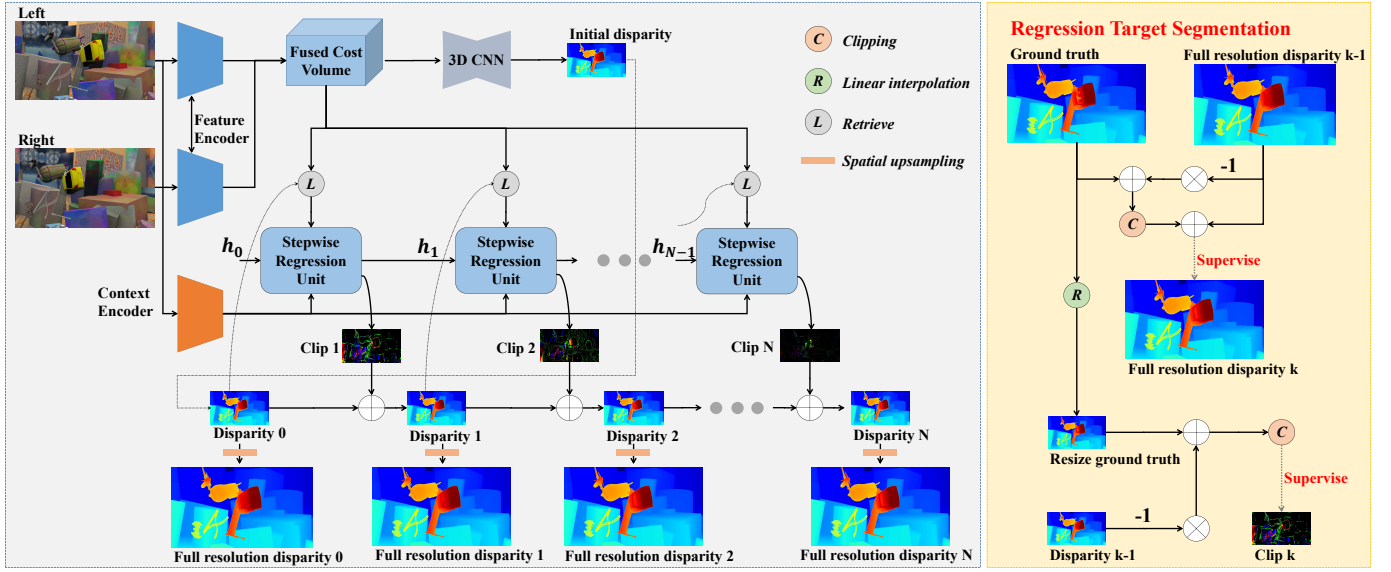 Left
Fused Cost
Volume
3D CNN
Initial disparity
Feature
Encoder
Right
L
L
L
h0
Stepwise
Regression
Unit
h1
Stepwise
Regression
Unit
hN−1
Stepwise
Regression
Unit
Context
Encoder
Clip 1
Clip 2
Clip N
Disparity 0
Disparity 1
Disparity 2
Disparity N
Full resolution disparity 0
Full resolution disparity 1
Full resolution disparity 2
Full resolution disparity N
C
Clipping
R
Linear interpolation
L
Retrieve
Spatial upsampling
Regression Target Segmentation
Ground truth
Full resolution disparity k-1
-1
C
Supervise
R
Full resolution disparity k
Resize ground truth
C
Supervise
-1
Disparity k-1
Clip k